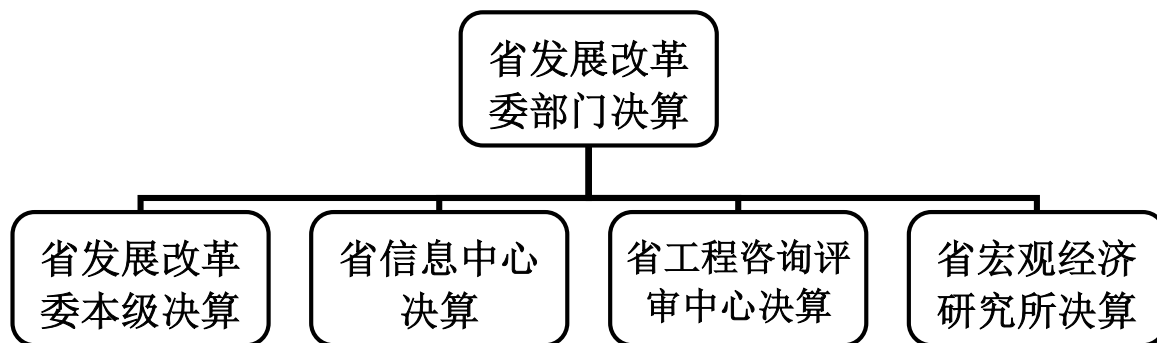 省发展改革
委部门决算
省发展改革
委本级决算
省信息中心
决算
省工程咨询评
审中心决算
省宏观经济
研究所决算